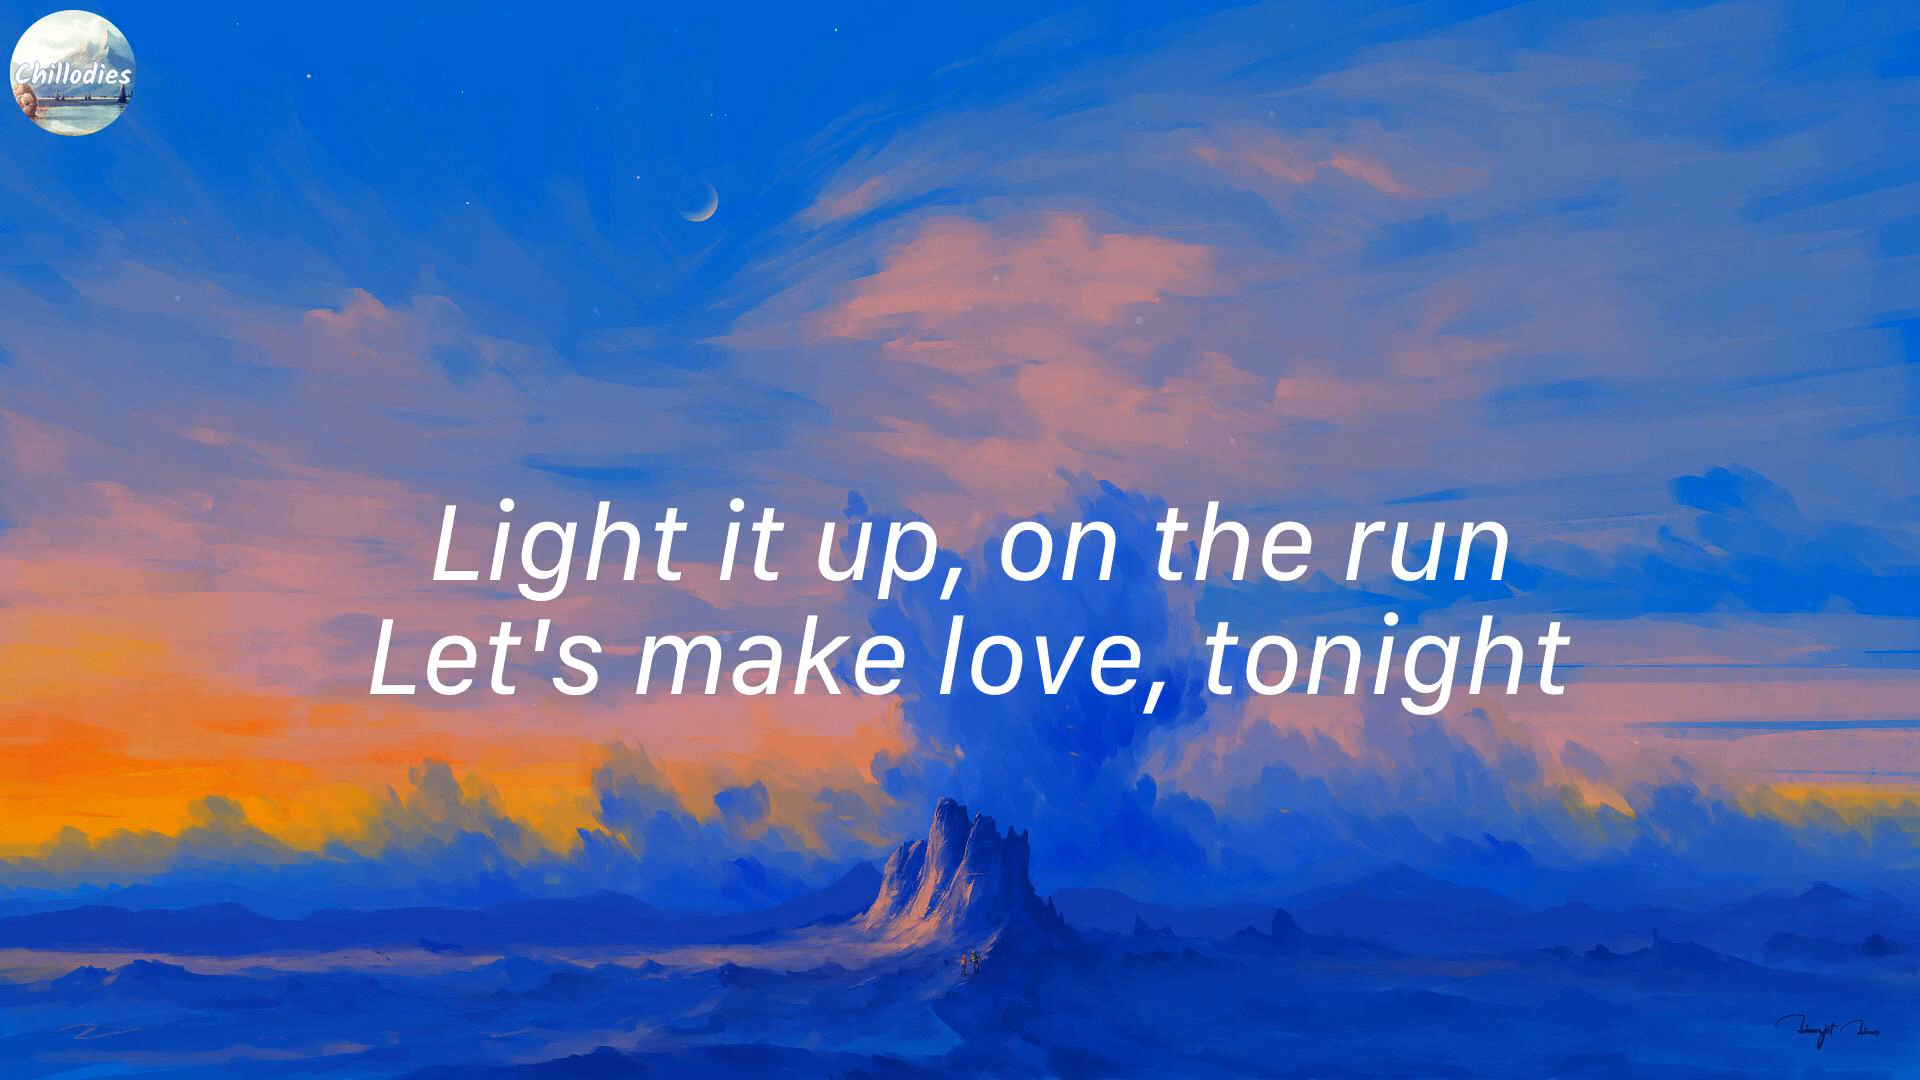 Chillodies
Light it up, on the run
Let's make love, tonight